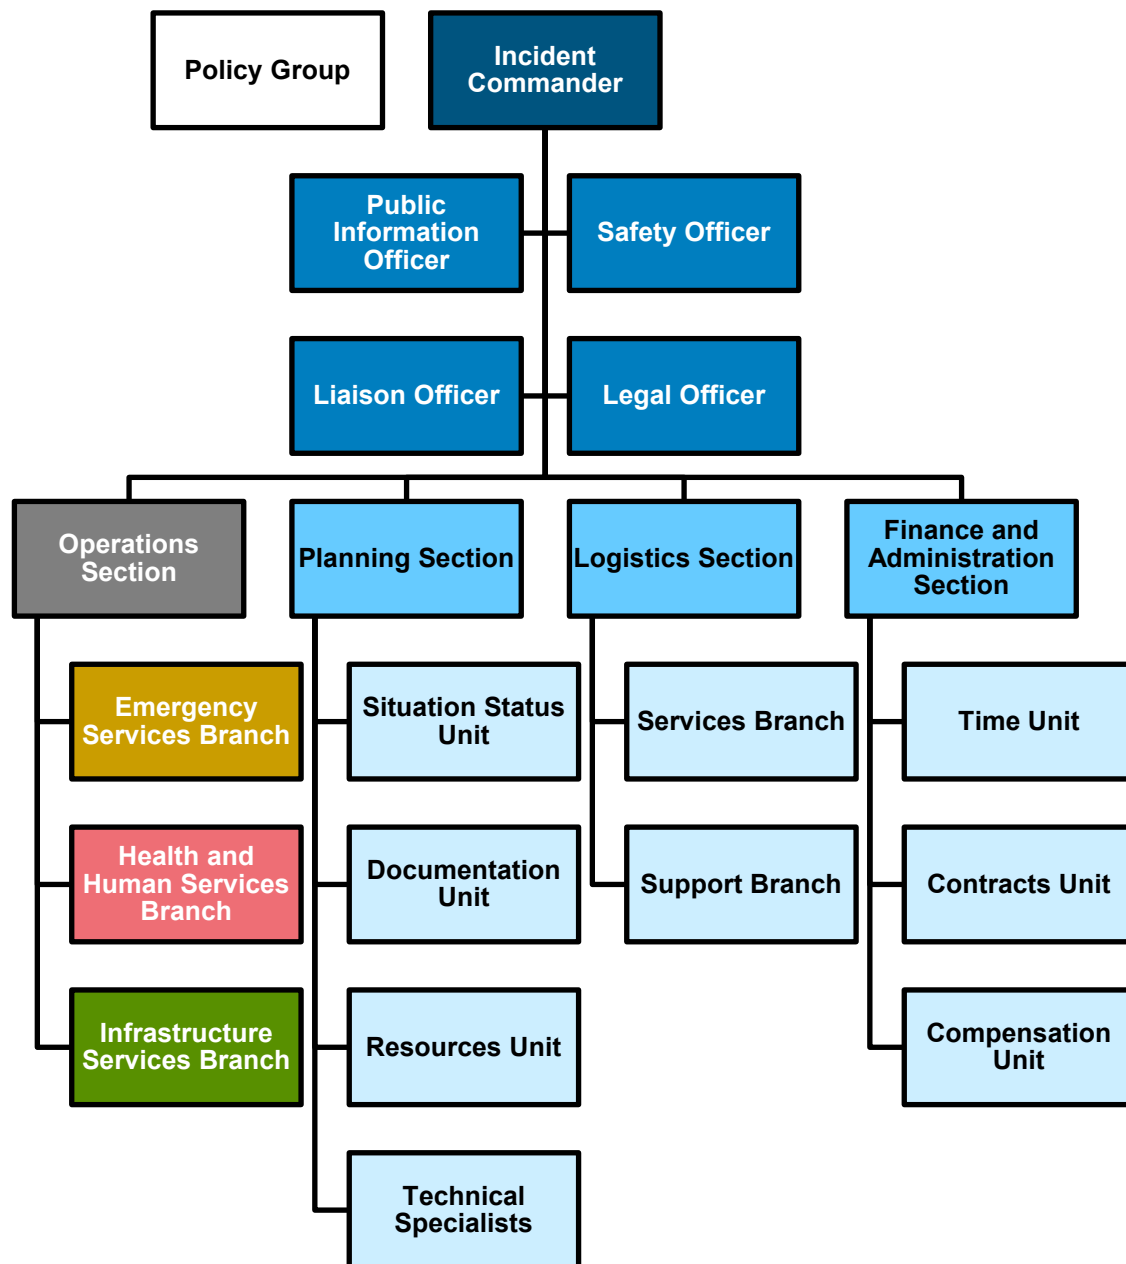 Policy Group
Incident
Commander
Public
Information
Officer
Safety Officer
Liaison Officer
Legal Officer
Operations
Section
Planning Section
Logistics Section
Finance and
Administration
Section
Emergency
Services Branch
Situation Status
Unit
Services Branch
Time Unit
Health and
Human Services
Branch
Documentation
Unit
Support Branch
Contracts Unit
Infrastructure
Services Branch
Resources Unit
Compensation
Unit
Technical
Specialists